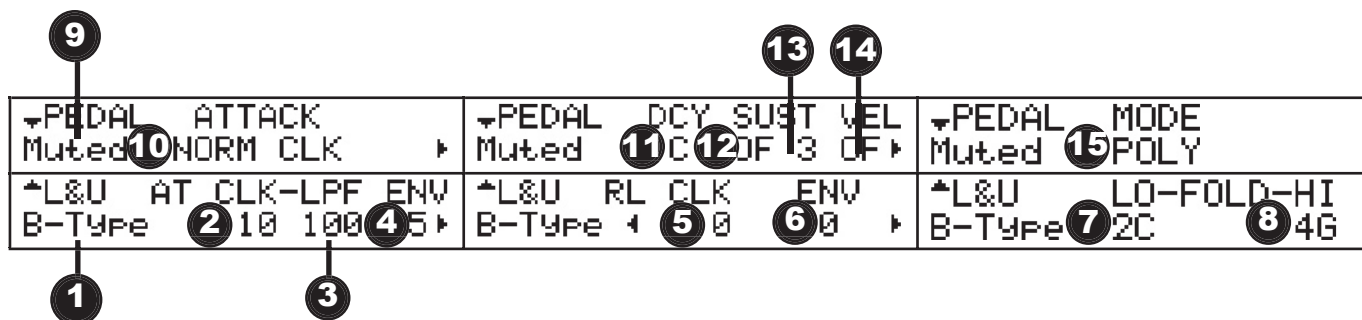 9 13 14
PEDAL ATTACK
Muted 10 NORM CLK
PEDAL DCY SUST VEL
Muted 11 C 12 OF 3 OF
PEDAL MODE
Muted 15 POLY
L&U AT CLK-LPF ENV
B-Type 2 10 100 4 5
L&U RL CLK ENV
B-Type 5 0 6 0
L&U LO-FOLD-HI
B-Type 7 2C 8 4G
1 3